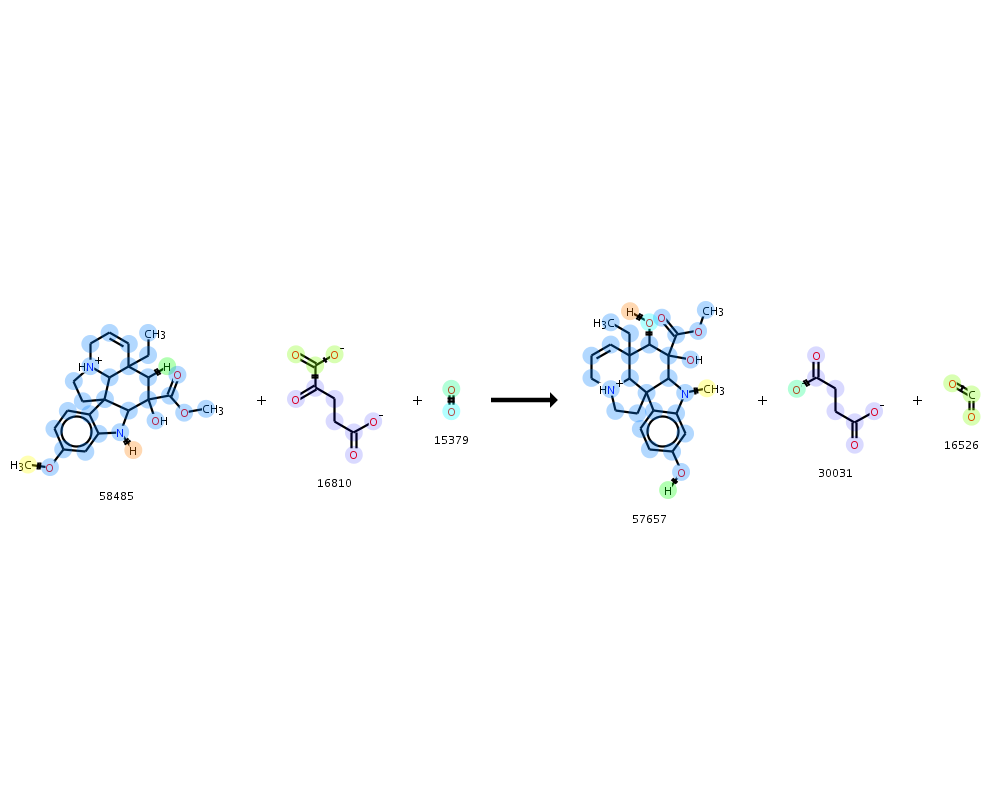 CH3
H
HN+
O
O
CH3
OH
N
H
H3C
O
58485
+
O
O-
O
O-
O
16810
+
O
O
15379
H
O
O
CH3
O
H3C
OH
HN
+
N
CH3
O
H
57657
+
O
O
O-
O
30031
+
O
C
O
16526